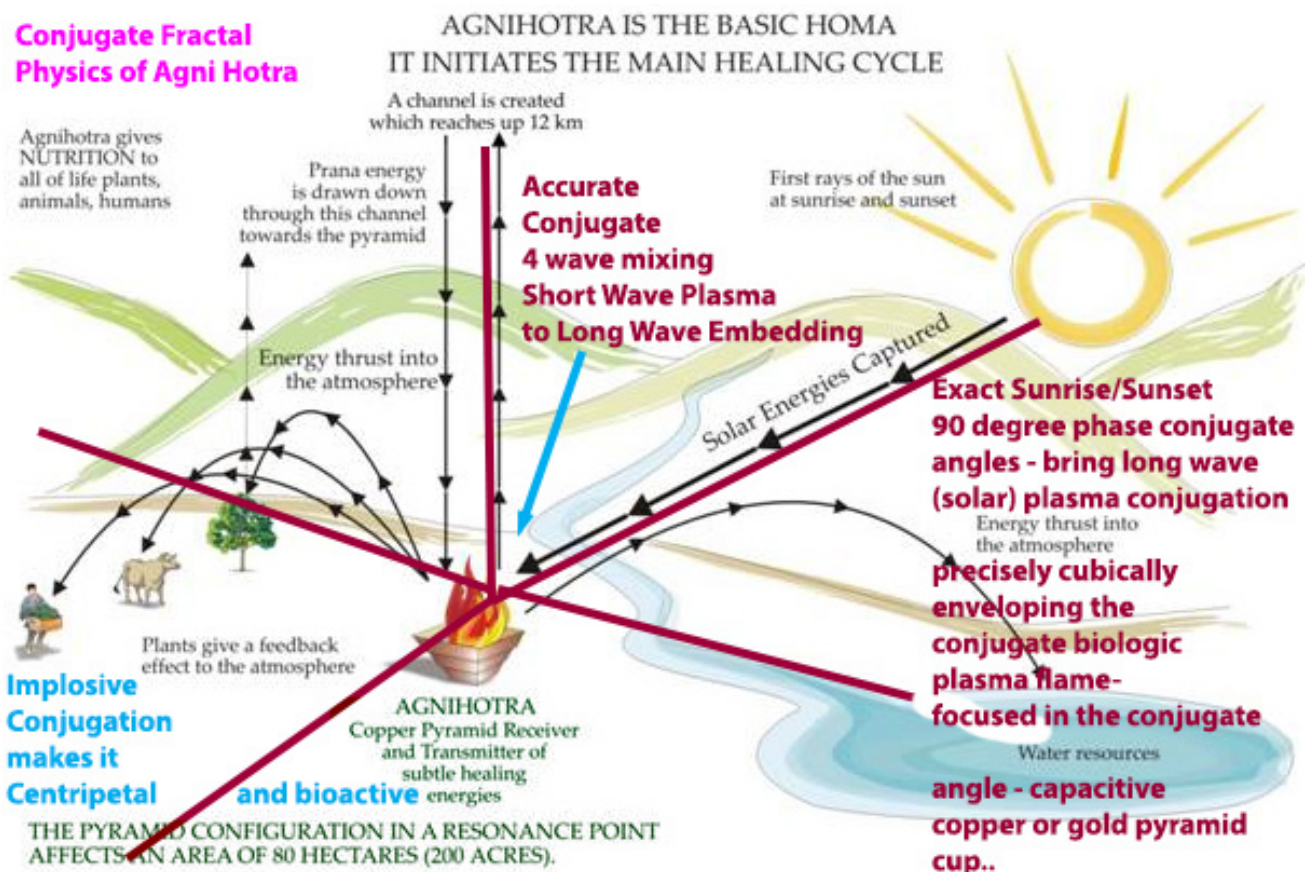 Conjugate Fractal
Physics of Agni Hotra
AGNIHOTRA IS THE BASIC HOMA
IT INITIATES THE MAIN HEALING CYCLE
A channel is created
which reaches up 12 km
Agnihotra gives
NUTRITION to
all of life plants,
animals, humans
Prana energy
is drawn down
through this channel
towards the pyramid
Accurate
Conjugate
4 wave mixing
Short Wave Plasma
to Long Wave Embedding
First rays of the sun
at sunrise and sunset
Energy thrust into
the atmosphere
Solar Energies Captured
Exact Sunrise/Sunset
90 degree phase conjugate
angles - bring long wave
(solar) plasma conjugation
Energy thrust into
the atmosphere
precisely cubically
enveloping the
conjugate biologic
plasma flame-
focused in the conjugate
Water resources
angle - capacitive
copper or gold pyramid
cup..
Plants give a feedback
effect to the atmosphere
Implosive
Conjugation
makes it
Centripetal and bioactive
AGNIHOTRA
Copper Pyramid Receiver
and Transmitter of
subtle healing
energies
THE PYRAMID CONFIGURATION IN A RESONANCE POINT
AFFECTS AN AREA OF 80 HECTARES (200 ACRES).